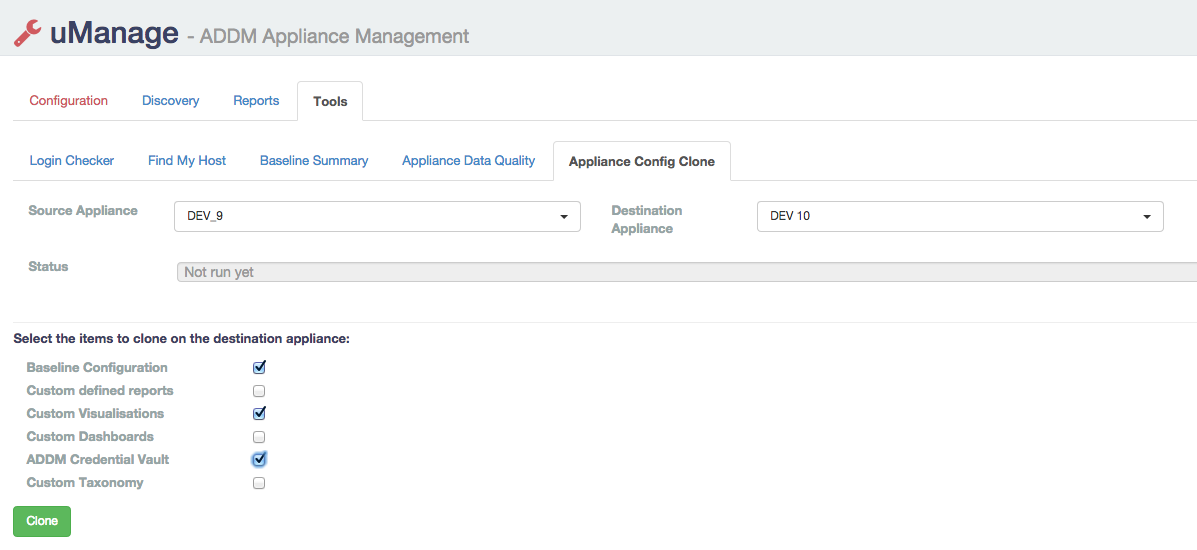 uManage - ADDM Appliance Management
Configuration Discovery Reports Tools
Login Checker Find My Host Baseline Summary Appliance Data Quality Appliance Config Clone
Source Appliance DEV_9 Destination Appliance DEV 10
Status Not run yet
Select the items to clone on the destination appliance:
Baseline Configuration
Custom defined reports
Custom Visualisations
Custom Dashboards
ADDM Credential Vault
Custom Taxonomy
Clone